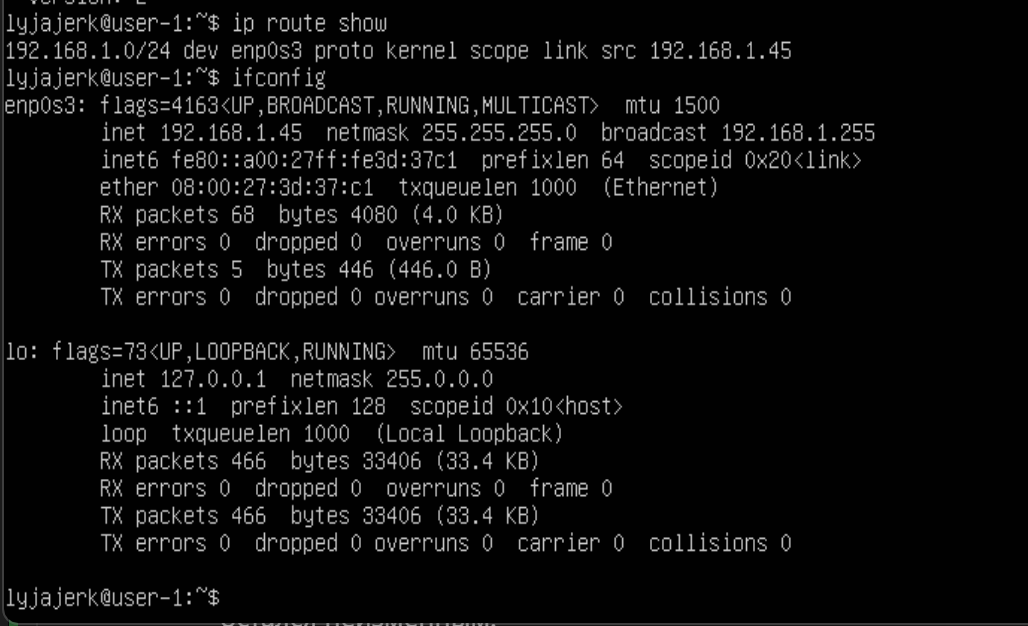 version: 2
lyjajerk@user-1:~$ ip route show
192.168.1.0/24 dev enp0s3 proto kernel scope link src 192.168.1.45
lyjajerk@user-1:~$ ifconfig
enp0s3: flags=4163<UP,BROADCAST,RUNNING,MULTICAST>  mtu 1500
        inet 192.168.1.45  netmask 255.255.255.0  broadcast 192.168.1.255
        inet6 fe80::a00:27ff:fe3d:37c1  prefixlen 64  scopeid 0x20<link>
        ether 08:00:27:3d:37:c1  txqueuelen 1000  (Ethernet)
        RX packets 68  bytes 4080 (4.0 KB)
        RX errors 0  dropped 0  overruns 0  frame 0
        TX packets 5  bytes 446 (446.0 B)
        TX errors 0  dropped 0 overruns 0  carrier 0  collisions 0

lo: flags=73<UP,LOOPBACK,RUNNING>  mtu 65536
        inet 127.0.0.1  netmask 255.0.0.0
        inet6 ::1  prefixlen 128  scopeid 0x10<host>
        loop  txqueuelen 1000  (Local Loopback)
        RX packets 466  bytes 33406 (33.4 KB)
        RX errors 0  dropped 0  overruns 0  frame 0
        TX packets 466  bytes 33406 (33.4 KB)
        TX errors 0  dropped 0 overruns 0  carrier 0  collisions 0

lyjajerk@user-1:~$